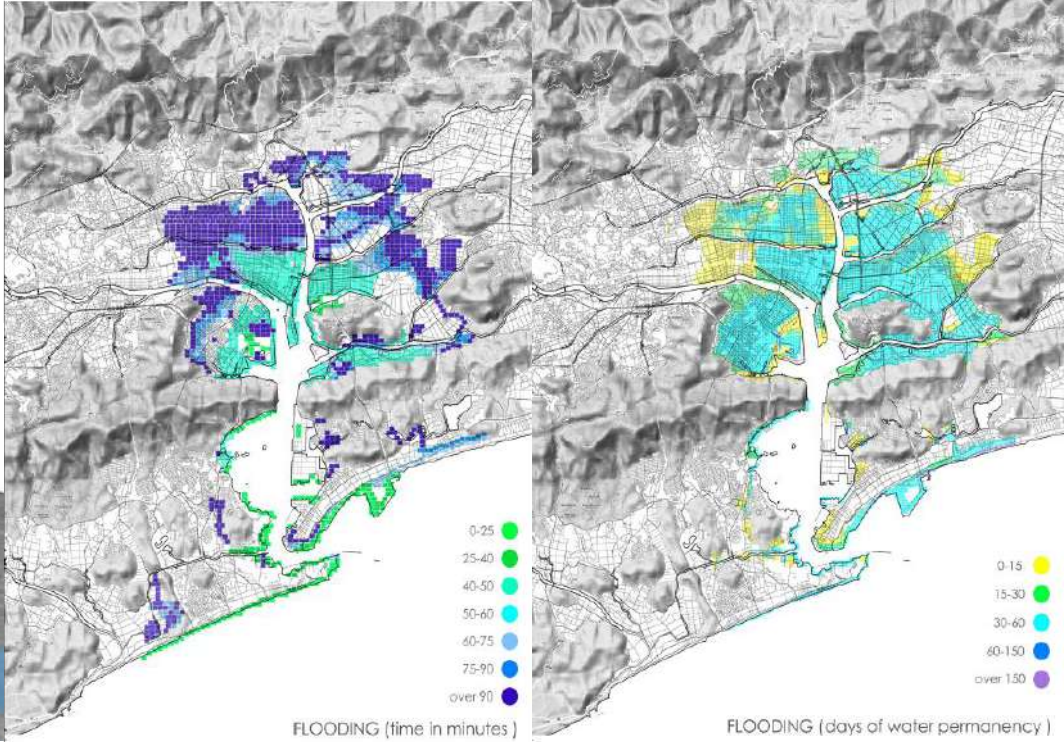 0-25
25-40
40-50
50-60
60-75
75-90
over 90
FLOODING (time in minutes )
0-15
15-30
30-60
60-150
over 150
FLOODING (days of water permanency )